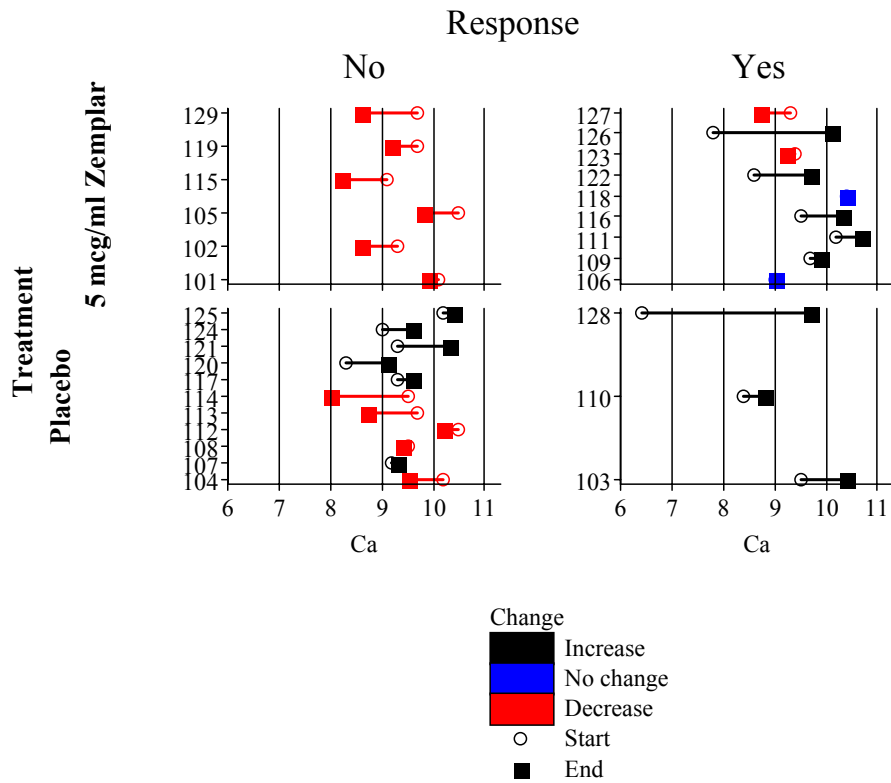 Response
No
Yes
Treatment
5 mcg/ml Zemplar
129
119
115
105
102
101
127
126
123
122
118
116
111
109
106
Placebo
125
124
121
120
117
114
113
112
108
107
104
128
110
103
6 7 8 9 10 11
6 7 8 9 10 11
Ca
Ca
Change
Increase
No change
Decrease
Start
End